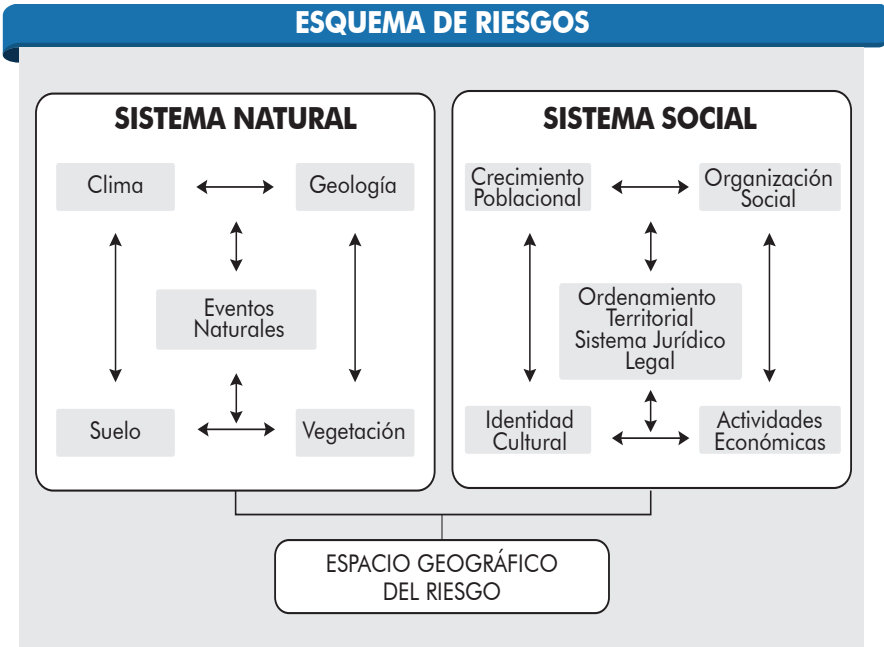 ESQUEMA DE RIESGOS
SISTEMA NATURAL
Clima
Geología
Eventos
Naturales
Suelo
Vegetación
SISTEMA SOCIAL
Crecimiento
Poblacional
Organización
Social
Ordenamiento
Territorial
Sistema Jurídico
Legal
Identidad
Cultural
Actividades
Económicas
ESPACIO GEOGRÁFICO
DEL RIESGO